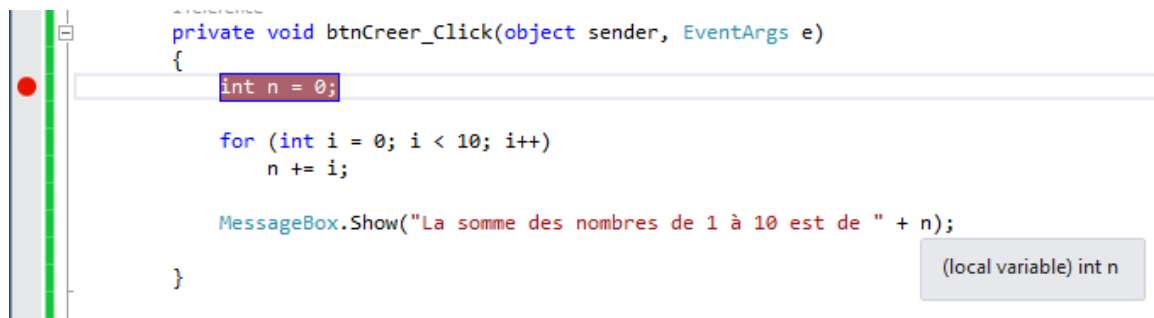 private void btnCreer_Click(object sender, EventArgs e)
{
int n = 0;
for (int i = 0; i < 10; i++)
n += i;
MessageBox.Show("La somme des nombres de 1 à 10 est de " + n);
(local variable) int n
}